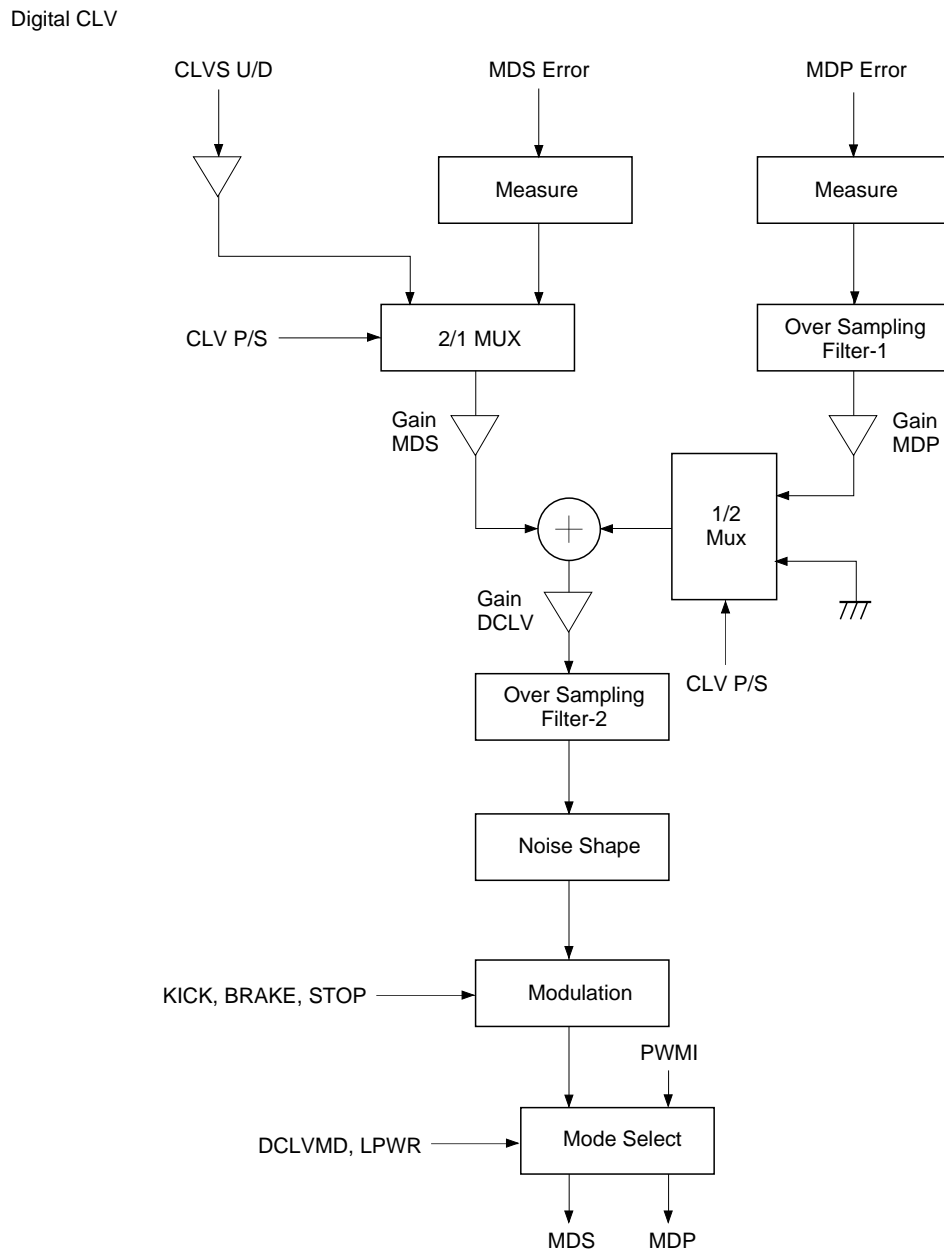 Digital CLV
CLVS U/D
MDS Error
MDP Error
Measure
Measure
CLV P/S
2/1 MUX
Over Sampling
Filter-1
Gain
MDS
Gain
MDP
1/2
Mux
Gain
DCLV
CLV P/S
Over Sampling
Filter-2
Noise Shape
KICK, BRAKE, STOP
Modulation
PWMI
DCLVMD, LPWR
Mode Select
MDS
MDP